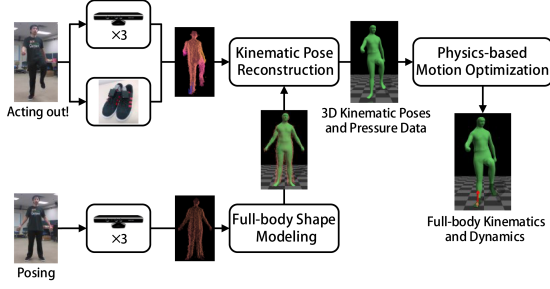 ×3
Acting out!
Kinematic Pose
Reconstruction
3D Kinematic Poses
and Pressure Data
Physics-based
Motion Optimization
Full-body Kinematics
and Dynamics
Posing
×3
Full-body Shape
Modeling